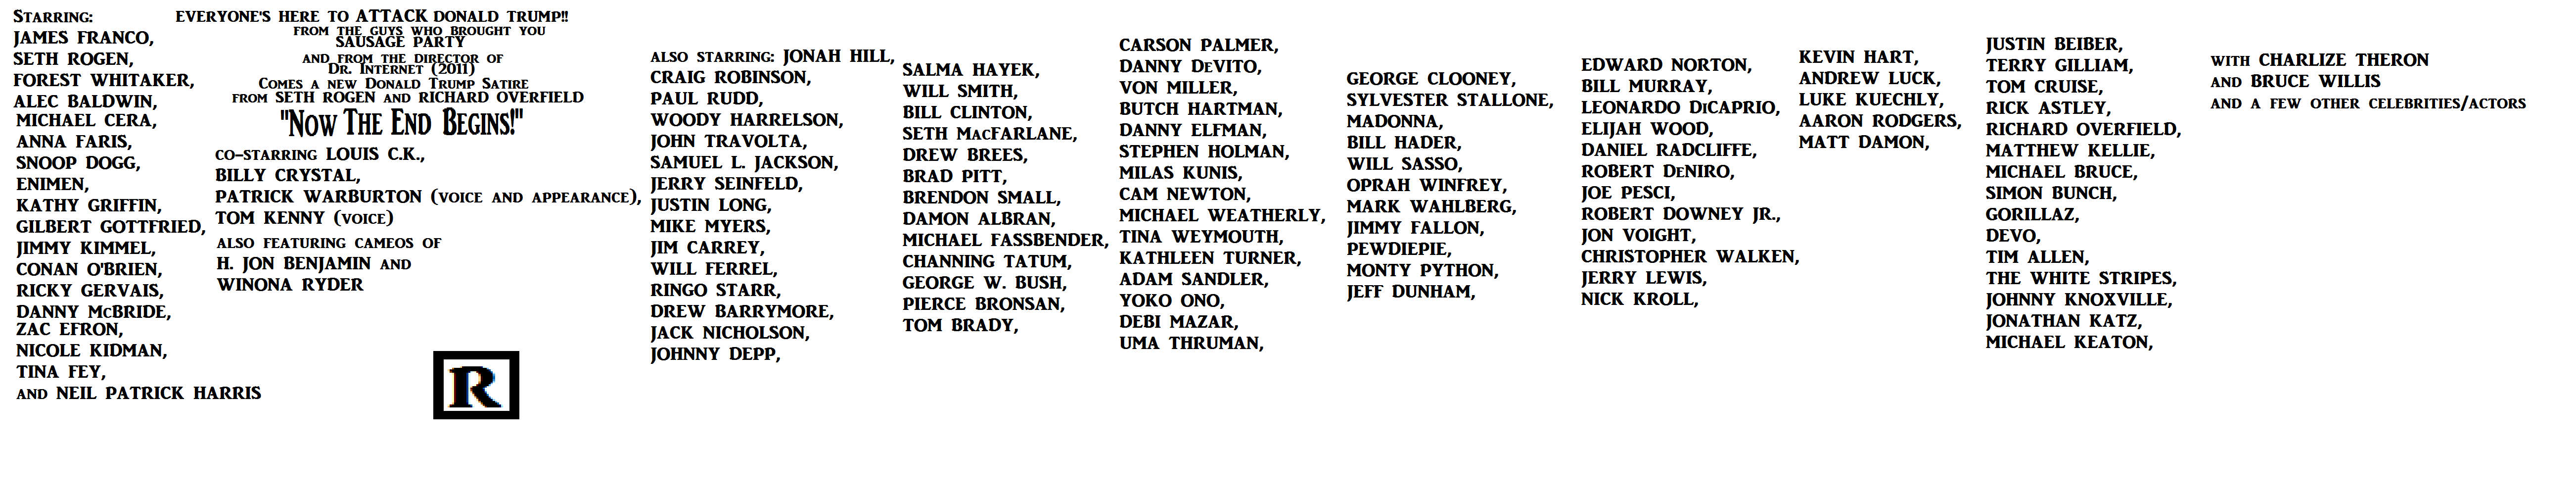 Starring:
JAMES FRANCO,
SETH ROGEN,
FOREST WHITAKER,
ALEC BALDWIN,
MICHAEL CERA,
ANNA FARIS,
SNOOP DOGG,
ENIMEN,
KATHY GRIFFIN,
GILBERT GOTTFRIED,
JIMMY KIMMEL,
CONAN O'BRIEN,
RICKY GERVAIS,
DANNY McBRIDE,
ZAC EFRON,
NICOLE KIDMAN,
TINA FEY,
AND NEIL PATRICK HARRIS
EVERYONE'S HERE TO ATTACK DONALD TRUMP!!
FROM THE GUYS WHO BROUGHT YOU
SAUSAGE PARTY
AND FROM THE DIRECTOR OF
Dr. Internet (2011)
Comes a new Donald Trump Satire
FROM SETH ROGEN AND RICHARD OVERFIELD
"Now The End Begins!"
CO-STARRING LOUIS C.K.,
BILLY CRYSTAL,
PATRICK WARBURTON (VOICE AND APPEARANCE),
TOM KENNY (VOICE)
ALSO FEATURING CAMEOS OF
H. JON BENJAMIN AND
WINONA RYDER
R
ALSO STARRING: JONAH HILL,
CRAIG ROBINSON,
PAUL RUDD,
WOODY HARRELSON,
JOHN TRAVOLTA,
SAMUEL L. JACKSON,
JERRY SEINFELD,
JUSTIN LONG,
MIKE MYERS,
JIM CARREY,
WILL FERREL,
RINGO STARR,
DREW BARRYMORE,
JACK NICHOLSON,
JOHNNY DEPP,
SALMA HAYEK,
WILL SMITH,
BILL CLINTON,
SETH MacFARLANE,
DREW BREES,
BRAD PITT,
BRENDON SMALL,
DAMON ALBRAN,
MICHAEL FASSBENDER,
CHANNING TATUM,
GEORGE W. BUSH,
PIERCE BRONSAN,
TOM BRADY,
CARSON PALMER,
DANNY DeVITO,
VON MILLER,
BUTCH HARTMAN,
DANNY ELFMAN,
STEPHEN HOLMAN,
MILAS KUNIS,
CAM NEWTON,
MICHAEL WEATHERLY,
TINA WEYMOUTH,
KATHLEEN TURNER,
ADAM SANDLER,
YOKO ONO,
DEBI MAZAR,
UMA THRUMAN,
GEORGE CLOONEY,
SYLVESTER STALLONE,
MADONNA,
BILL HADER,
WILL SASSO,
OPRAH WINFREY,
MARK WAHLBERG,
JIMMY FALLON,
PEWDIEPIE,
MONTY PYTHON,
JEFF DUNHAM,
EDWARD NORTON,
BILL MURRAY,
LEONARDO DiCAPRIO,
ELIJAH WOOD,
DANIEL RADCLIFFE,
ROBERT DeNIRO,
JOE PESCI,
ROBERT DOWNEY JR.,
JON VOIGHT,
CHRISTOPHER WALKEN,
JERRY LEWIS,
NICK KROLL,
KEVIN HART,
ANDREW LUCK,
LUKE KUECHLY,
AARON RODGERS,
MATT DAMON,
JUSTIN BEIBER,
TERRY GILLIAM,
TOM CRUISE,
RICK ASTLEY,
RICHARD OVERFIELD,
MATTHEW KELLIE,
MICHAEL BRUCE,
SIMON BUNCH,
GORILLAZ,
DEVO,
TIM ALLEN,
THE WHITE STRIPES,
JOHNNY KNOXVILLE,
JONATHAN KATZ,
MICHAEL KEATON,
WITH CHARLIZE THERON
AND BRUCE WILLIS
AND A FEW OTHER CELEBRITIES/ACTORS